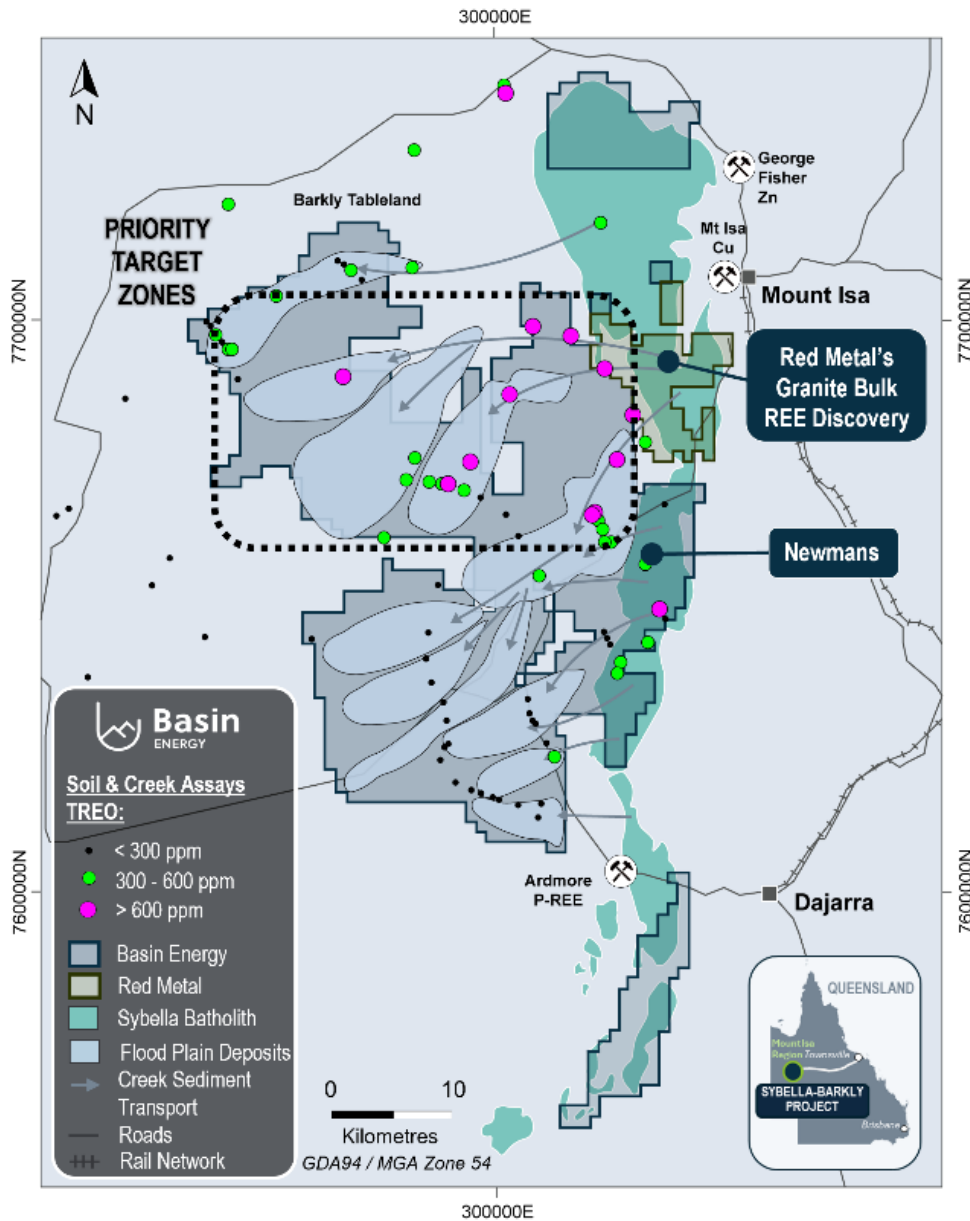 300000E
N
George
Fisher
Zn
Barkly Tableland
PRIORITY
TARGET
ZONES
Mt Isa
Cu
Mount Isa
7700000N
7700000N
Red Metal's
Granite Bulk
REE Discovery
Newmans
Basin
ENERGY
Soil & Creek Assays
TREO:
< 300 ppm
300 - 600 ppm
> 600 ppm
Basin Energy
Red Metal
Sybella Batholith
Flood Plain Deposits
Creek Sediment
Transport
Roads
Rail Network
Ardmore
P-REE
Dajarra
7600000N
7600000N
0 10
Kilometres
GDA94 / MGA Zone 54
QUEENSLAND
Mount Isa
Region
Townsville
SYBELLA-BARKLY
PROJECT
Brisbane
300000E